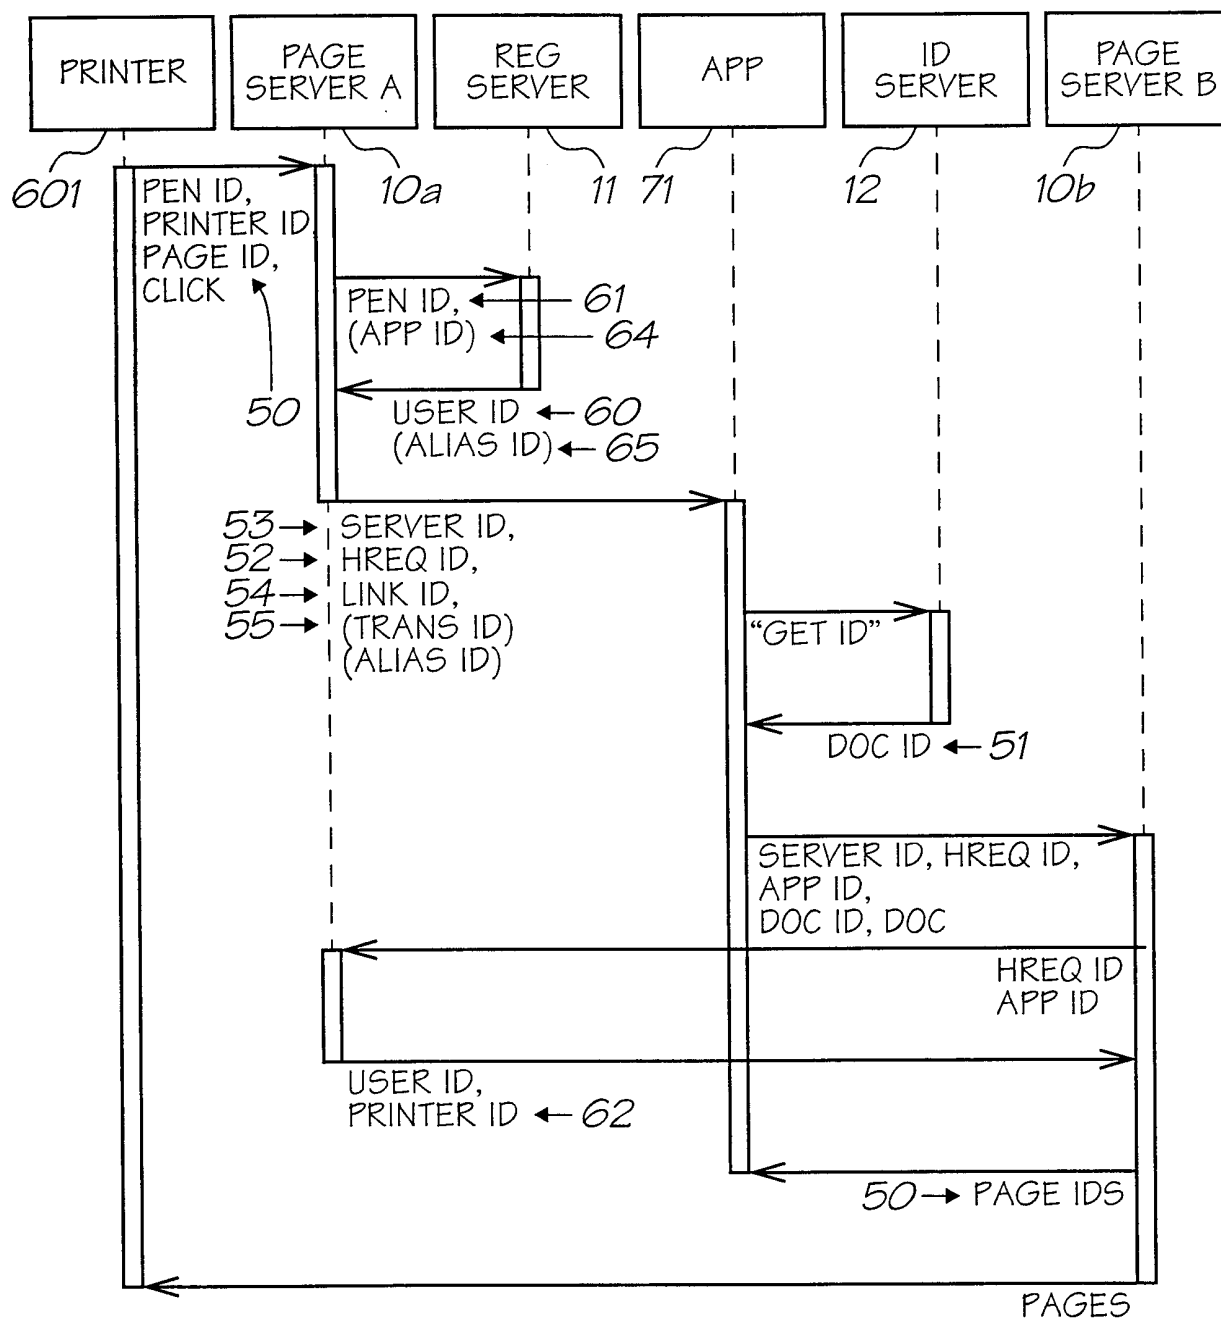 PRINTER
PAGE
SERVER A
REG
SERVER
APP
ID
SERVER
PAGE
SERVER B
601
10a
11
71
12
10b
PEN ID,
PRINTER ID
PAGE ID,
CLICK
50
PEN ID,
61
(APP ID)
64
USER ID
60
(ALIAS ID)
65
53
SERVER ID,
52
HREQ ID,
54
LINK ID,
55
(TRANS ID)
(ALIAS ID)
"GET ID"
DOC ID
51
SERVER ID, HREQ ID,
APP ID,
DOC ID, DOC
HREQ ID
APP ID
USER ID,
PRINTER ID
62
50
PAGE IDS
PAGES